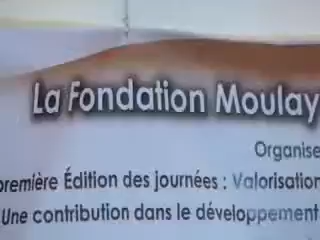 La Fondation Moulay
Organise
première Édition des journées : Valorisation
Une contribution dans le développement